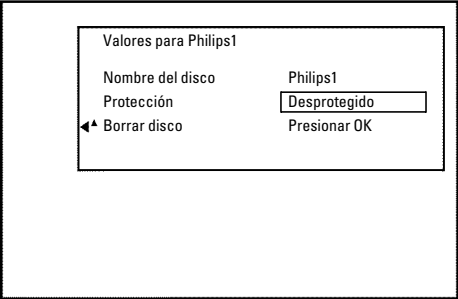 Valores para Philips1
Nombre del disco Philips1
Protección Desprotegido
Borrar disco Presionar OK